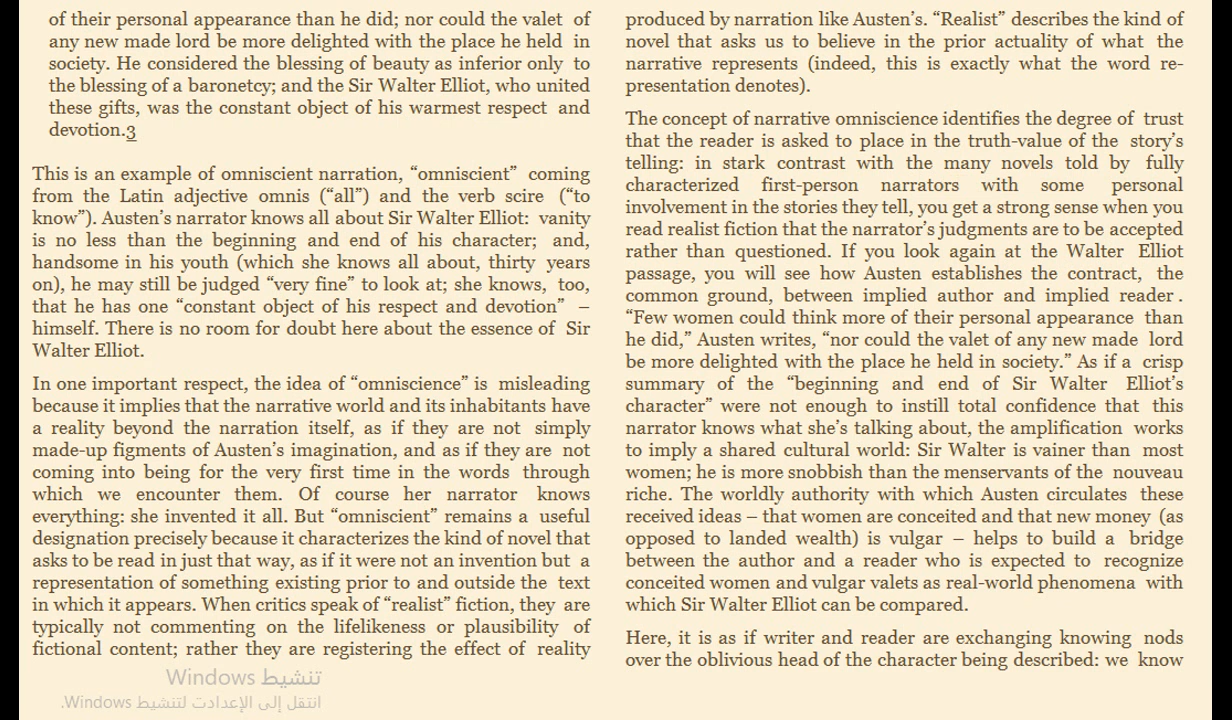 of their personal appearance than he did; nor could the valet of
any new made lord be more delighted with the place he held in
society. He considered the blessing of beauty as inferior only to
the blessing of a baronetcy; and the Sir Walter Elliot, who united
these gifts, was the constant object of his warmest respect and
devotion.3
This is an example of omniscient narration, “omniscient” coming
from the Latin adjective omnis (“all”) and the verb scire (“to
know”). Austen’s narrator knows all about Sir Walter Elliot: vanity
is no less than the beginning and end of his character; and,
handsome in his youth (which she knows all about, thirty years
on), he may still be judged “very fine” to look at; she knows, too,
that he has one “constant object of his respect and devotion” –
himself. There is no room for doubt here about the essence of Sir
Walter Elliot.
In one important respect, the idea of “omniscience” is misleading
because it implies that the narrative world and its inhabitants have
a reality beyond the narration itself, as if they are not simply
made-up figments of Austen’s imagination, and as if they are not
coming into being for the very first time in the words through
which we encounter them. Of course her narrator knows
everything: she invented it all. But “omniscient” remains a useful
designation precisely because it characterizes the kind of novel that
asks to be read in just that way, as if it were not an invention but a
representation of something existing prior to and outside the text
in which it appears. When critics speak of “realist” fiction, they are
typically not commenting on the lifelikeness or plausibility of
fictional content; rather they are registering the effect of reality
produced by narration like Austen’s. “Realist” describes the kind of
novel that asks us to believe in the prior actuality of what the
narrative represents (indeed, this is exactly what the word re-
presentation denotes).
The concept of narrative omniscience identifies the degree of trust
that the reader is asked to place in the truth-value of the story’s
telling: in stark contrast with the many novels told by fully
characterized first-person narrators with some personal
involvement in the stories they tell, you get a strong sense when you
read realist fiction that the narrator’s judgments are to be accepted
rather than questioned. If you look again at the Walter Elliot
passage, you will see how Austen establishes the contract, the
common ground, between implied author and implied reader .
“Few women could think more of their personal appearance than
he did,” Austen writes, “nor could the valet of any new made lord
be more delighted with the place he held in society.” As if a crisp
summary of the “beginning and end of Sir Walter Elliot’s
character” were not enough to instill total confidence that this
narrator knows what she’s talking about, the amplification works
to imply a shared cultural world: Sir Walter is vainer than most
women; he is more snobbish than the menservants of the nouveau
riche. The worldly authority with which Austen circulates these
received ideas – that women are conceited and that new money (as
opposed to landed wealth) is vulgar – helps to build a bridge
between the author and a reader who is expected to recognize
conceited women and vulgar valets as real-world phenomena with
which Sir Walter Elliot can be compared.
Here, it is as if writer and reader are exchanging knowing nods
over the oblivious head of the character being described: we know
تنشيط Windows
انتقل إلى الإعدادات لتنشيط Windows.